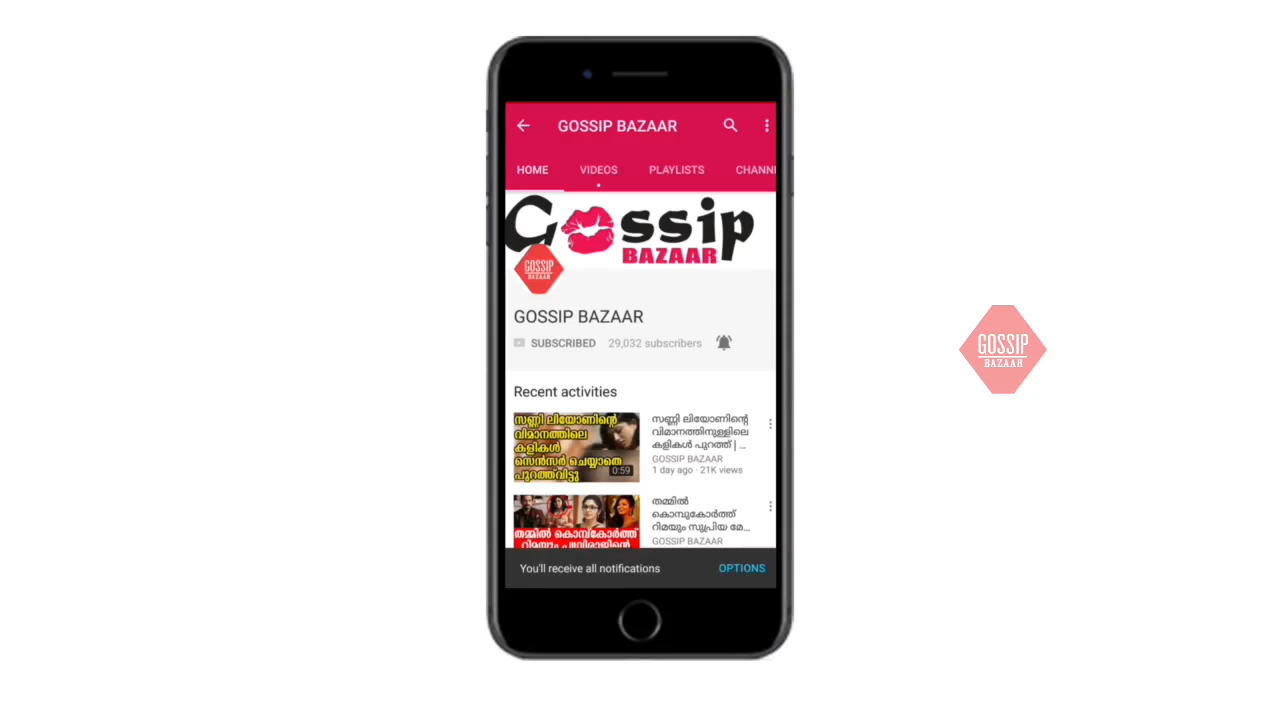 GOSSIP BAZAAR
HOME VIDEOS PLAYLISTS CHANN
Gossip
BAZAAR
GOSSIP
BAZAAR
GOSSIP BAZAAR
SUBSCRIBED 29,032 subscribers
Recent activities
സണ്ണി ലിയോണിന്റെ
വിമാനത്തിലെ
കളികൾ
സെൻസർ ചെയ്യാതെ
പുറത്തവിട്ടു
0:59
സണ്ണി ലിയോണിന്റെ
വിമാനത്തിനുള്ളിലെ
കളികൾ പുറത്ത് | ...
GOSSIP BAZAAR
1 day ago · 21K views
തമ്മിൽ കൊമ്പ്കോർത്ത്
റിമയും പൃഥ്വിരാജിന്റെ
തമ്മിൽ
കൊമ്പുകോർത്ത്
റിമയും സുപ്രിയ മേ...
GOSSIP BAZAAR
You'll receive all notifications OPTIONS
GOSSIP
BAZAAR